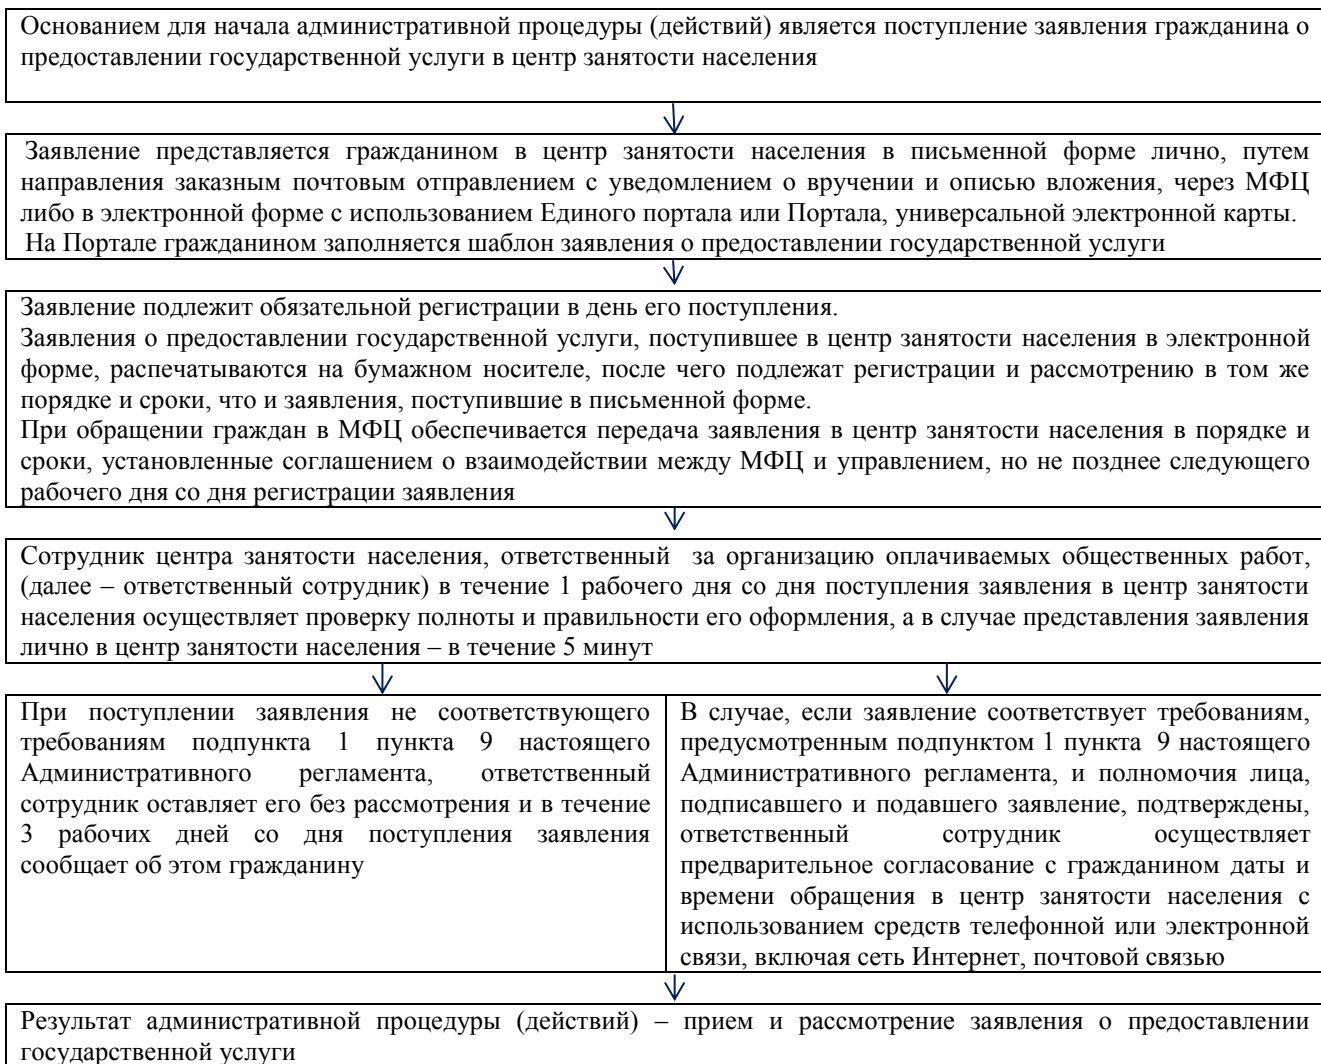 Основанием для начала административной процедуры (действий) является поступление заявления гражданина о
предоставлении государственной услуги в центр занятости населения
Заявление представляется гражданином в центр занятости населения в письменной форме лично, путем
направления заказным почтовым отправлением с уведомлением о вручении и описью вложения, через МФЦ
либо в электронной форме с использованием Единого портала или Портала, универсальной электронной карты.
На Портале гражданином заполняется шаблон заявления о предоставлении государственной услуги
Заявление подлежит обязательной регистрации в день его поступления.
Заявления о предоставлении государственной услуги, поступившее в центр занятости населения в электронной
форме, распечатываются на бумажном носителе, после чего подлежат регистрации и рассмотрению в том же
порядке и сроки, что и заявления, поступившие в письменной форме.
При обращении граждан в МФЦ обеспечивается передача заявления в центр занятости населения в порядке и
сроки, установленные соглашением о взаимодействии между МФЦ и управлением, но не позднее следующего
рабочего дня со дня регистрации заявления
Сотрудник центра занятости населения, ответственный за организацию оплачиваемых общественных работ,
(далее – ответственный сотрудник) в течение 1 рабочего дня со дня поступления заявления в центр занятости
населения осуществляет проверку полноты и правильности его оформления, а в случае представления заявления
лично в центр занятости населения – в течение 5 минут
При поступлении заявления не соответствующего
требованиям подпункта 1 пункта 9 настоящего
Административного регламента, ответственный
сотрудник оставляет его без рассмотрения и в течение
3 рабочих дней со дня поступления заявления
сообщает об этом гражданину
В случае, если заявление соответствует требованиям,
предусмотренным подпунктом 1 пункта 9 настоящего
Административного регламента, и полномочия лица,
подписавшего и подавшего заявление, подтверждены,
ответственный сотрудник осуществляет
предварительное согласование с гражданином даты и
времени обращения в центр занятости населения с
использованием средств телефонной или электронной
связи, включая сеть Интернет, почтовой связью
Результат административной процедуры (действий) – прием и рассмотрение заявления о предоставлении
государственной услуги